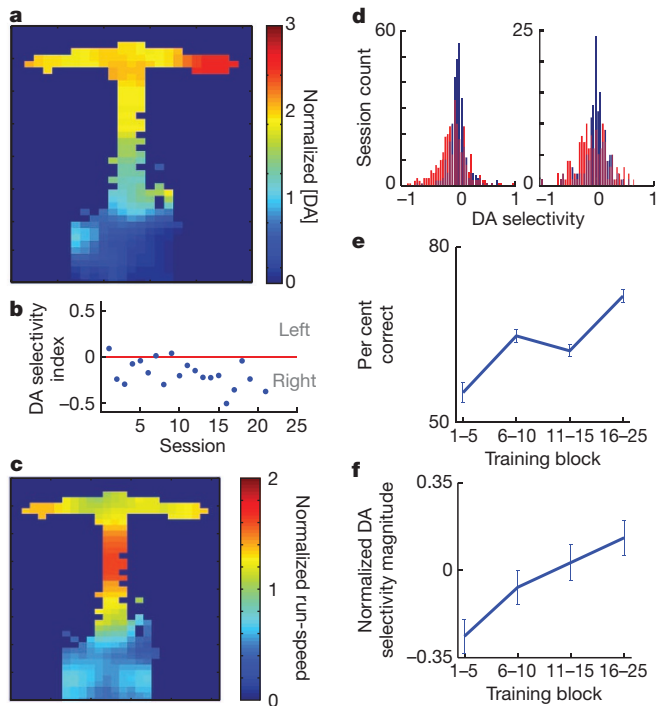 a
3
2
1
0
Normalized [DA]
b
0.5
0
−0.5
DA selectivity
index
Left
Right
5
15
25
Session
c
2
1
0
Normalized run-speed
d
60
30
0
Session count
−1
0
1
25
15
0
−1
0
1
DA selectivity
e
80
50
Per cent
correct
1–5
6–10
11–15
16–25
Training block
f
0.35
0
−0.35
Normalized DA
selectivity magnitude
1–5
6–10
11–15
16–25
Training block